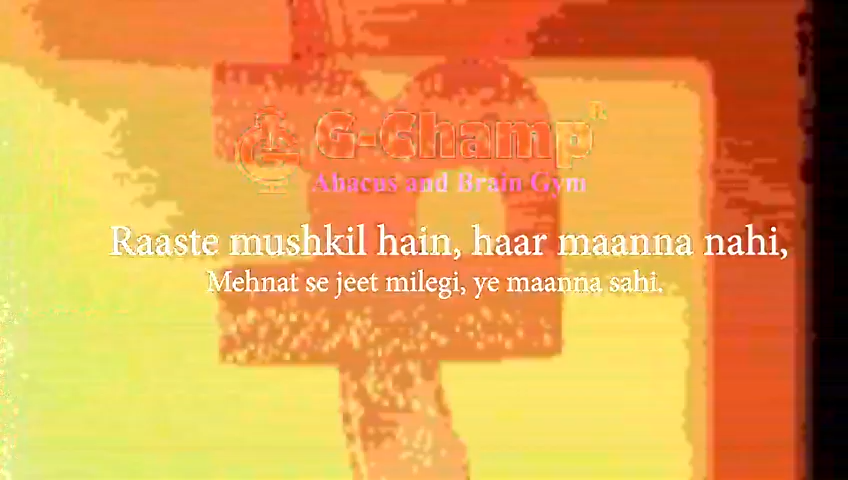 G-Champ
Abacus and Brain Gym
Raaste mushkil hain, haar maanna nahi,
Mehnat se jeet milegi, ye maanna sahi.